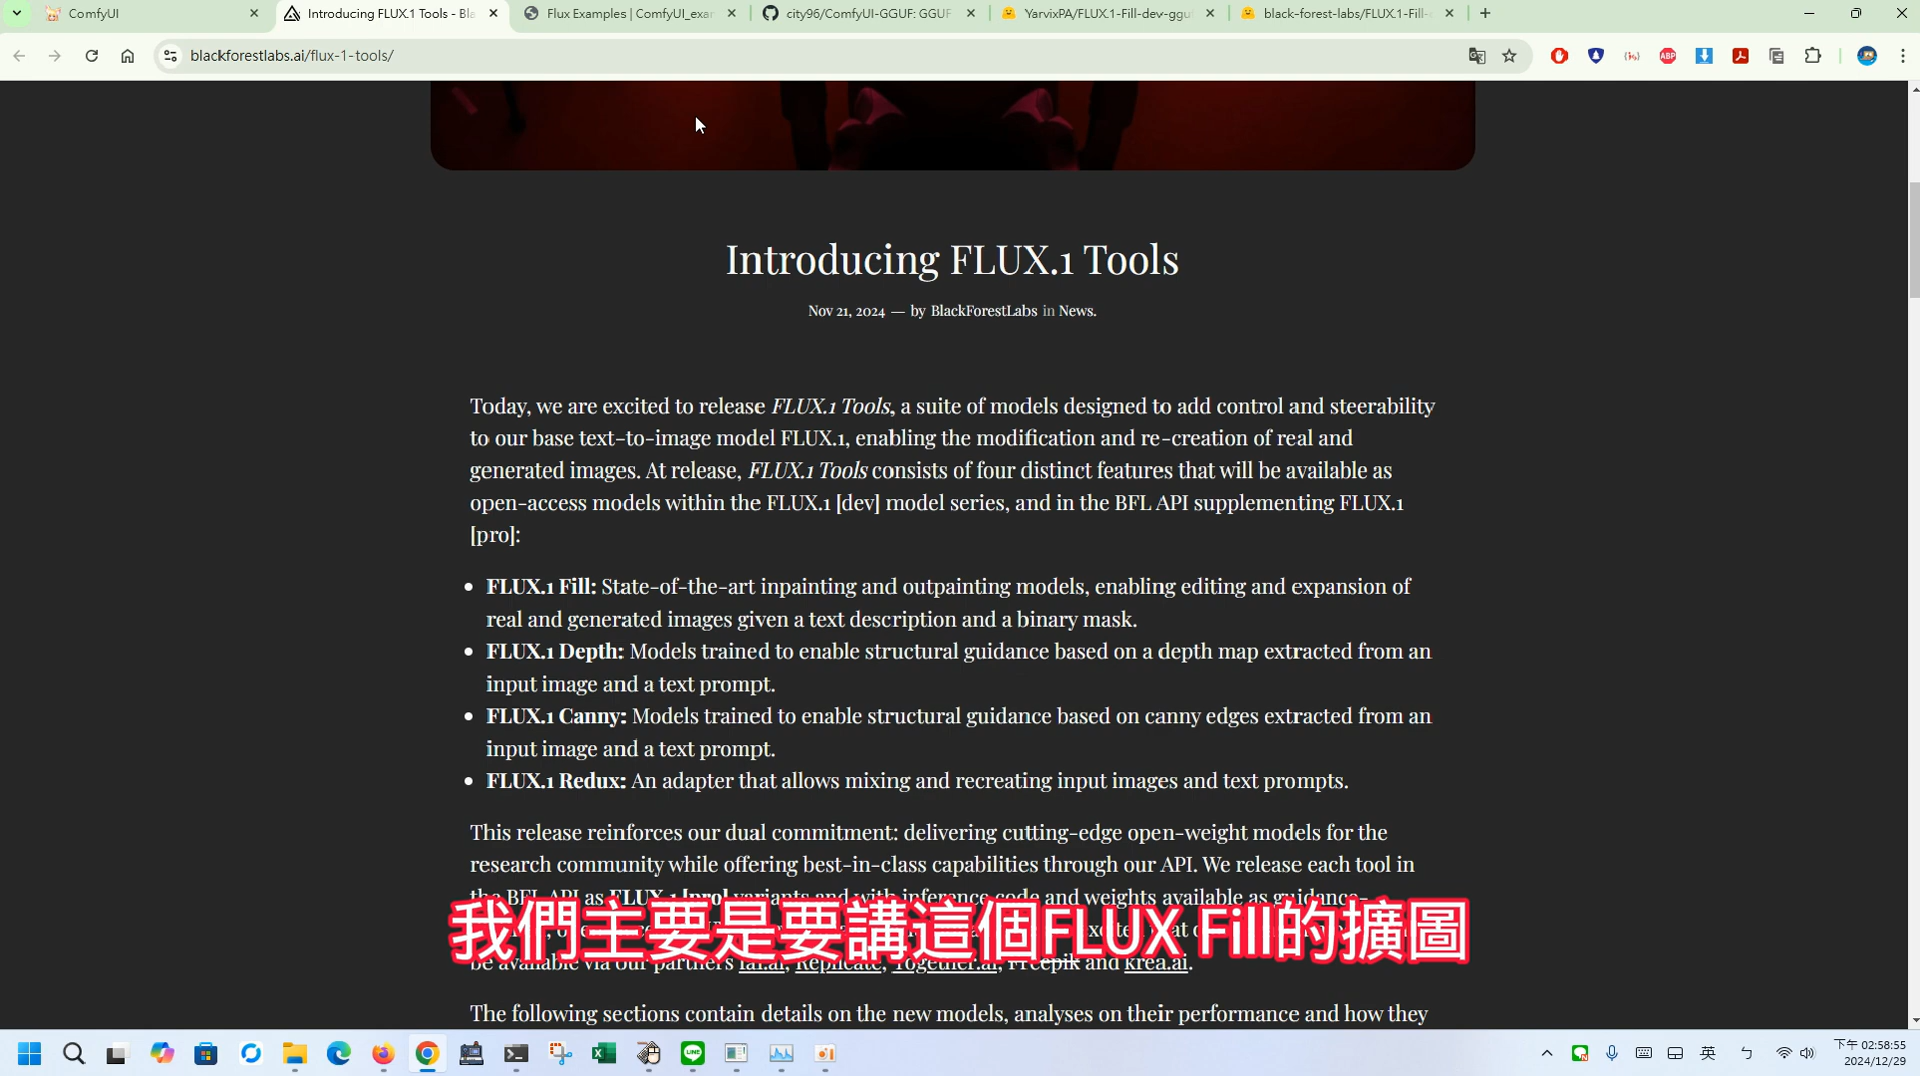 ComfyUI
Introducing FLUX.1 Tools - Bla
Flux Examples | ComfyUI_exam
city96/ComfyUI-GGUF: GGUF
YarvixPA/FLUX.1-Fill-dev-ggu
black-forest-labs/FLUX.1-Fill-
blackforestlabs.ai/flux-1-tools/
ABP
Introducing FLUX.1 Tools
Nov 21, 2024 — by BlackForestLabs in News.
Today, we are excited to release FLUX.1 Tools, a suite of models designed to add control and steerability
to our base text-to-image model FLUX.1, enabling the modification and re-creation of real and
generated images. At release, FLUX.1 Tools consists of four distinct features that will be available as
open-access models within the FLUX.1 [dev] model series, and in the BFL API supplementing FLUX.1
[pro]:
• FLUX.1 Fill: State-of-the-art inpainting and outpainting models, enabling editing and expansion of
real and generated images given a text description and a binary mask.
• FLUX.1 Depth: Models trained to enable structural guidance based on a depth map extracted from an
input image and a text prompt.
• FLUX.1 Canny: Models trained to enable structural guidance based on canny edges extracted from an
input image and a text prompt.
• FLUX.1 Redux: An adapter that allows mixing and recreating input images and text prompts.
This release reinforces our dual commitment: delivering cutting-edge open-weight models for the
research community while offering best-in-class capabilities through our API. We release each tool in
the BFL API as FLUX.1 [pro] variants and with inference code and weights available as guidance-
我們主要是要講這個FLUX Fill的擴圖
be available via our partners fal.ai, Replicate, Together.ai, Freepik and krea.ai.
The following sections contain details on the new models, analyses on their performance and how they
英
下午 02:58:55
2024/12/29